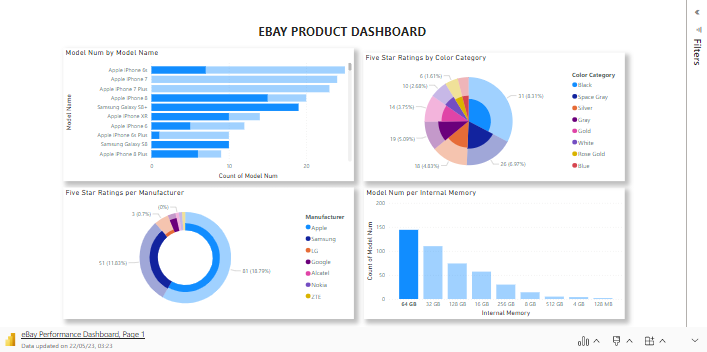 EBAY PRODUCT DASHBOARD
Filters
Model Num by Model Name
Model Name
Apple iPhone 6s
Apple iPhone 7
Apple iPhone 7 Plus
Apple iPhone 8
Samsung Galaxy S8+
Apple iPhone XR
Apple iPhone 6
Apple iPhone 6s Plus
Samsung Galaxy S8
Apple iPhone 8 Plus
0 10 20
Count of Model Num
Five Star Ratings by Color Category
6 (1.61%)
10 (2.68%)
14 (3.75%)
19 (5.09%)
18 (4.83%)
26 (6.97%)
31 (8.31%)
Color Category
Black
Space Gray
Silver
Gray
Gold
White
Rose Gold
Blue
Five Star Ratings per Manufacturer
(0%)
3 (0.7%)
51 (11.83%)
81 (18.79%)
Manufacturer
Apple
Samsung
LG
Google
Alcatel
Nokia
ZTE
Model Num per Internal Memory
Count of Model Num
200
150
100
50
0
64 GB 32 GB 128 GB 16 GB 256 GB 8 GB 512 GB 4 GB 128 MB
Internal Memory
eBay Performance Dashboard, Page 1
Data updated on 22/05/23, 03:23